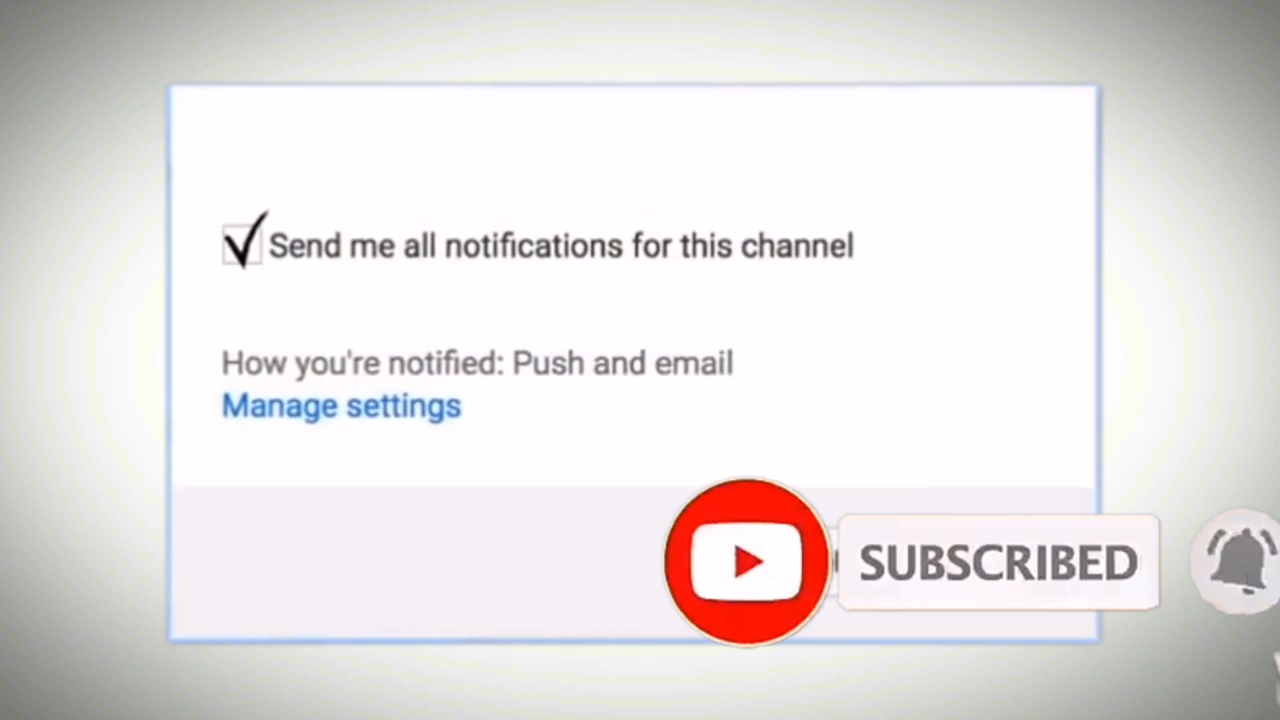 Send me all notifications for this channel
How you're notified: Push and email
Manage settings
SUBSCRIBED